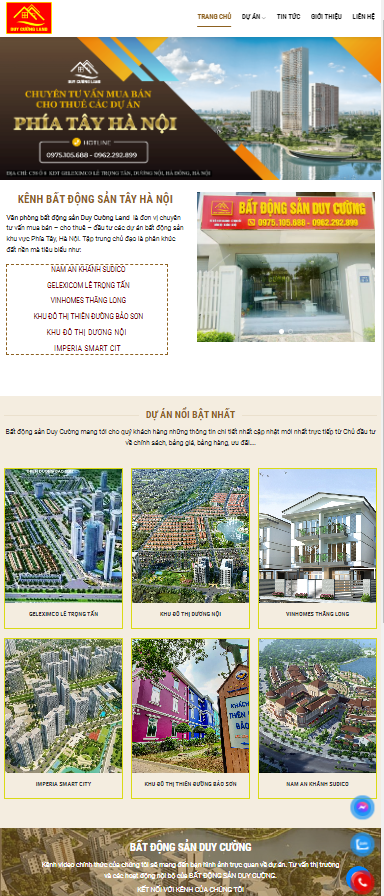 DUY CƯỜNG LAND
TRANG CHỦ
DỰ ÁN
TIN TỨC
GIỚI THIỆU
LIÊN HỆ
DUY CƯỜNG LAND
CHUYÊN TƯ VẤN MUA BÁN
CHO THUÊ CÁC DỰ ÁN
PHÍA TÂY HÀ NỘI
HOTLINE
0975.105.688 - 0962.292.899
ĐỊA CHỈ: C19 Ô 8 KĐT GELEXIMCO LÊ TRỌNG TẤN, DƯƠNG NỘI, HÀ ĐÔNG, HÀ NỘI
KÊNH BẤT ĐỘNG SẢN TÂY HÀ NỘI
Văn phòng bất động sản Duy Cường Land là đơn vị chuyên
tư vấn mua bán – cho thuê – đầu tư các dự án bất động sản
khu vực Phía Tây, Hà Nội. Tập trung chủ đạo là phân khúc
đất nền mà tiêu biểu như:
NAM AN KHÁNH SUDICO
GELEXICOM LÊ TRỌNG TẤN
VINHOMES THĂNG LONG
KHU ĐÔ THỊ THIÊN ĐƯỜNG BẢO SƠN
KHU ĐÔ THỊ DƯƠNG NỘI
IMPERIA SMART CIT
BẤT ĐỘNG SẢN DUY CƯỜNG
0975.105.688 - 0962.292.899
DỰ ÁN NỔI BẬT NHẤT
Bất động sản Duy Cường mang tới cho quý khách hàng những thông tin chi tiết nhất cập nhật mới nhất trực tiếp từ Chủ đầu tư
về chính sách, bảng giá, bảng hàng, ưu đãi....
GELEXIMCO LÊ TRỌNG TẤN
KHU ĐÔ THỊ DƯƠNG NỘI
VINHOMES THĂNG LONG
KHÁCH
THIÊN
BẢO
IMPERIA SMART CITY
KHU ĐÔ THỊ THIÊN ĐƯỜNG BẢO SƠN
NAM AN KHÁNH SUDICO
BẤT ĐỘNG SẢN DUY CƯỜNG
Kênh video chính thức của chúng tôi sẽ mang đến bạn hình ảnh trực quan về dự án. Tư vấn thị trường
và các hoạt động nội bộ của BẤT ĐỘNG SẢN DUY CƯỜNG.
KẾT NỐI VỚI KÊNH CỦA CHÚNG TÔI